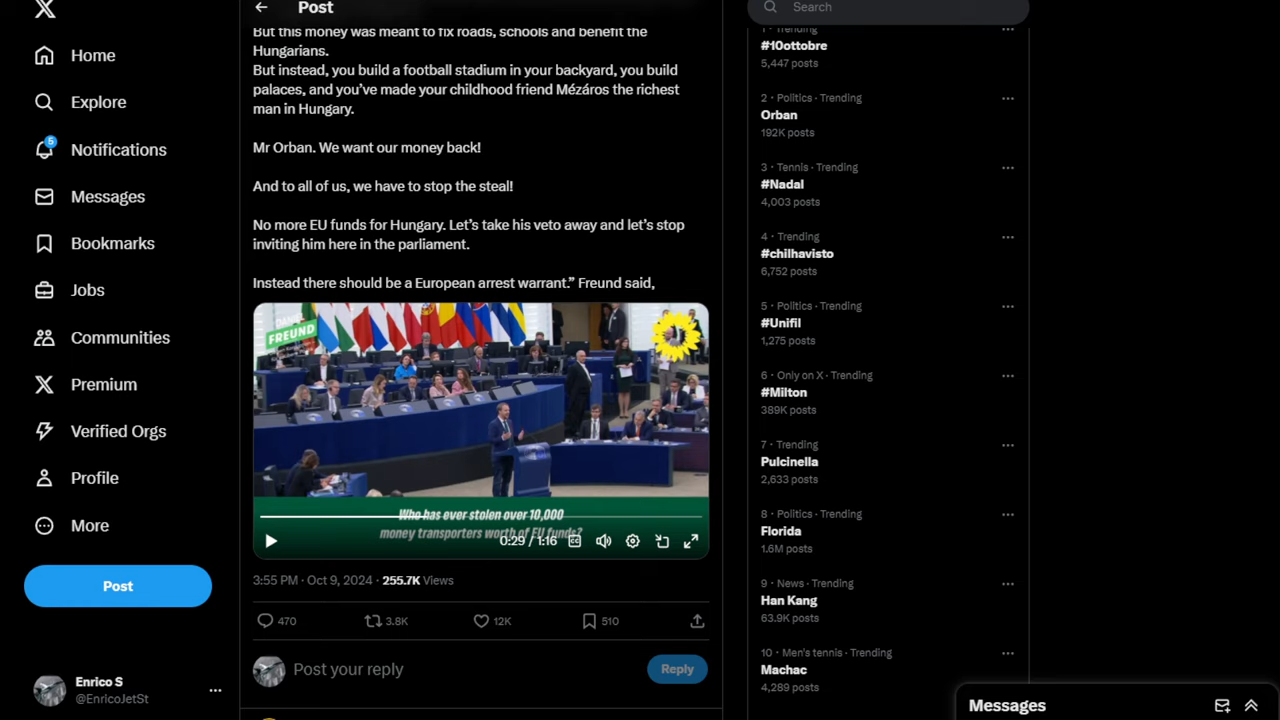 Home
Explore
5
Notifications
Messages
Bookmarks
Jobs
Communities
Premium
Verified Orgs
Profile
More
Post
Enrico S
@EnricoJetSt
Post
But this money was meant to fix roads, schools and benefit the
Hungarians.
But instead, you build a football stadium in your backyard, you build
palaces, and you’ve made your childhood friend Mézáros the richest
man in Hungary.
Mr Orban. We want our money back!
And to all of us, we have to stop the steal!
No more EU funds for Hungary. Let’s take his veto away and let’s stop
inviting him here in the parliament.
Instead there should be a European arrest warrant.” Freund said,
DANIEL
FREUND
Who has ever stolen over 10,000
money transporters worth of EU funds?
0:29 / 1:16
3:55 PM · Oct 9, 2024 · 255.7K Views
470
3.8K
12K
510
Post your reply
Reply
Search
1 · Trending
#10ottobre
5,447 posts
2 · Politics · Trending
Orban
192K posts
3 · Tennis · Trending
#Nadal
4,003 posts
4 · Trending
#chilhavisto
6,752 posts
5 · Politics · Trending
#Unifil
1,275 posts
6 · Only on X · Trending
#Milton
389K posts
7 · Trending
Pulcinella
2,633 posts
8 · Politics · Trending
Florida
1.6M posts
9 · News · Trending
Han Kang
63.9K posts
10 · Men's tennis · Trending
Machac
4,289 posts
Messages